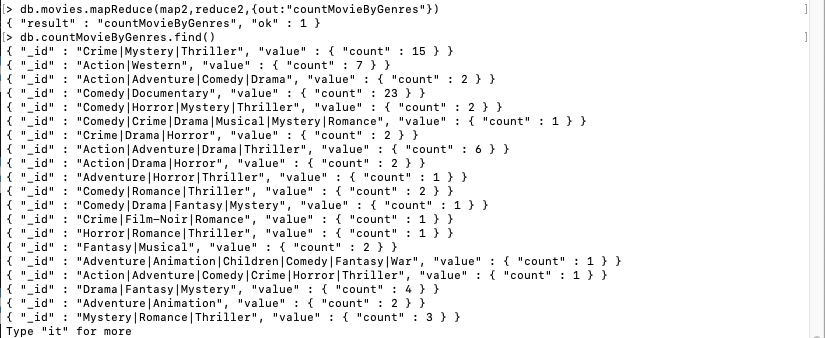 [> db.movies.mapReduce(map2,reduce2,{out:"countMovieByGenres"}) ]
{ "result" : "countMovieByGenres", "ok" : 1 }
[> db.countMovieByGenres.find() ]
{ "_id" : "Crime|Mystery|Thriller", "value" : { "count" : 15 } }
{ "_id" : "Action|Western", "value" : { "count" : 7 } }
{ "_id" : "Action|Adventure|Comedy|Drama", "value" : { "count" : 2 } }
{ "_id" : "Comedy|Documentary", "value" : { "count" : 23 } }
{ "_id" : "Comedy|Horror|Mystery|Thriller", "value" : { "count" : 2 } }
{ "_id" : "Comedy|Crime|Drama|Musical|Mystery|Romance", "value" : { "count" : 1 } }
{ "_id" : "Crime|Drama|Horror", "value" : { "count" : 2 } }
{ "_id" : "Action|Adventure|Drama|Thriller", "value" : { "count" : 6 } }
{ "_id" : "Action|Drama|Horror", "value" : { "count" : 2 } }
{ "_id" : "Adventure|Horror|Thriller", "value" : { "count" : 1 } }
{ "_id" : "Comedy|Romance|Thriller", "value" : { "count" : 2 } }
{ "_id" : "Comedy|Drama|Fantasy|Mystery", "value" : { "count" : 1 } }
{ "_id" : "Crime|Film-Noir|Romance", "value" : { "count" : 1 } }
{ "_id" : "Horror|Romance|Thriller", "value" : { "count" : 1 } }
{ "_id" : "Fantasy|Musical", "value" : { "count" : 2 } }
{ "_id" : "Adventure|Animation|Children|Comedy|Fantasy|War", "value" : { "count" : 1 } }
{ "_id" : "Action|Adventure|Comedy|Crime|Horror|Thriller", "value" : { "count" : 1 } }
{ "_id" : "Drama|Fantasy|Mystery", "value" : { "count" : 4 } }
{ "_id" : "Adventure|Animation", "value" : { "count" : 2 } }
{ "_id" : "Mystery|Romance|Thriller", "value" : { "count" : 3 } }
Type "it" for more